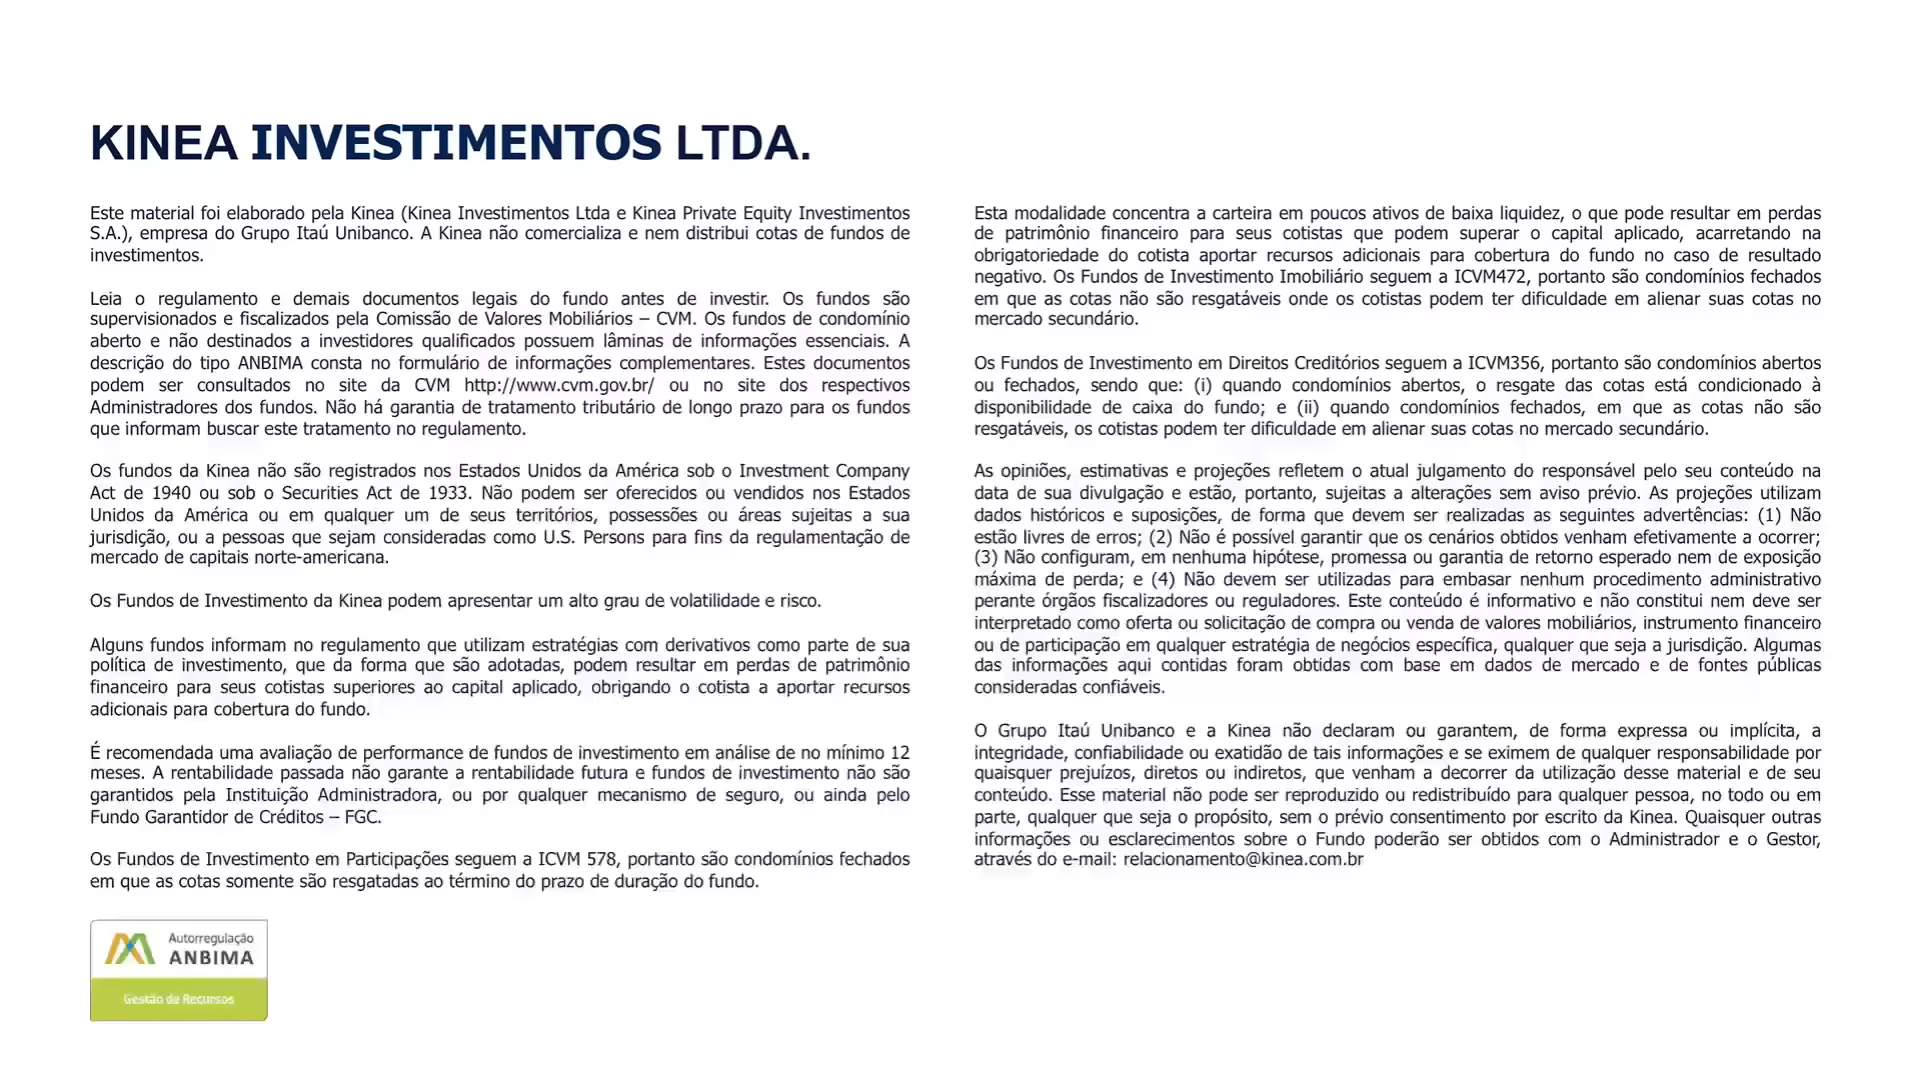 KINEA INVESTIMENTOS LTDA.
Este material foi elaborado pela Kinea (Kinea Investimentos Ltda e Kinea Private Equity Investimentos
S.A.), empresa do Grupo Itaú Unibanco. A Kinea não comercializa e nem distribui cotas de fundos de
investimentos.
Leia o regulamento e demais documentos legais do fundo antes de investir. Os fundos são
supervisionados e fiscalizados pela Comissão de Valores Mobiliários – CVM. Os fundos de condomínio
aberto e não destinados a investidores qualificados possuem lâminas de informações essenciais. A
descrição do tipo ANBIMA consta no formulário de informações complementares. Estes documentos
podem ser consultados no site da CVM http://www.cvm.gov.br/ ou no site dos respectivos
Administradores dos fundos. Não há garantia de tratamento tributário de longo prazo para os fundos
que informam buscar este tratamento no regulamento.
Os fundos da Kinea não são registrados nos Estados Unidos da América sob o Investment Company
Act de 1940 ou sob o Securities Act de 1933. Não podem ser oferecidos ou vendidos nos Estados
Unidos da América ou em qualquer um de seus territórios, possessões ou áreas sujeitas a sua
jurisdição, ou a pessoas que sejam consideradas como U.S. Persons para fins da regulamentação de
mercado de capitais norte-americana.
Os Fundos de Investimento da Kinea podem apresentar um alto grau de volatilidade e risco.
Alguns fundos informam no regulamento que utilizam estratégias com derivativos como parte de sua
política de investimento, que da forma que são adotadas, podem resultar em perdas de patrimônio
financeiro para seus cotistas superiores ao capital aplicado, obrigando o cotista a aportar recursos
adicionais para cobertura do fundo.
É recomendada uma avaliação de performance de fundos de investimento em análise de no mínimo 12
meses. A rentabilidade passada não garante a rentabilidade futura e fundos de investimento não são
garantidos pela Instituição Administradora, ou por qualquer mecanismo de seguro, ou ainda pelo
Fundo Garantidor de Créditos – FGC.
Os Fundos de Investimento em Participações seguem a ICVM 578, portanto são condomínios fechados
em que as cotas somente são resgatadas ao término do prazo de duração do fundo.
Esta modalidade concentra a carteira em poucos ativos de baixa liquidez, o que pode resultar em perdas
de patrimônio financeiro para seus cotistas que podem superar o capital aplicado, acarretando na
obrigatoriedade do cotista aportar recursos adicionais para cobertura do fundo no caso de resultado
negativo. Os Fundos de Investimento Imobiliário seguem a ICVM472, portanto são condomínios fechados
em que as cotas não são resgatáveis onde os cotistas podem ter dificuldade em alienar suas cotas no
mercado secundário.
Os Fundos de Investimento em Direitos Creditórios seguem a ICVM356, portanto são condomínios abertos
ou fechados, sendo que: (i) quando condomínios abertos, o resgate das cotas está condicionado à
disponibilidade de caixa do fundo; e (ii) quando condomínios fechados, em que as cotas não são
resgatáveis, os cotistas podem ter dificuldade em alienar suas cotas no mercado secundário.
As opiniões, estimativas e projeções refletem o atual julgamento do responsável pelo seu conteúdo na
data de sua divulgação e estão, portanto, sujeitas a alterações sem aviso prévio. As projeções utilizam
dados históricos e suposições, de forma que devem ser realizadas as seguintes advertências: (1) Não
estão livres de erros; (2) Não é possível garantir que os cenários obtidos venham efetivamente a ocorrer;
(3) Não configuram, em nenhuma hipótese, promessa ou garantia de retorno esperado nem de exposição
máxima de perda; e (4) Não devem ser utilizadas para embasar nenhum procedimento administrativo
perante órgãos fiscalizadores ou reguladores. Este conteúdo é informativo e não constitui nem deve ser
interpretado como oferta ou solicitação de compra ou venda de valores mobiliários, instrumento financeiro
ou de participação em qualquer estratégia de negócios específica, qualquer que seja a jurisdição. Algumas
das informações aqui contidas foram obtidas com base em dados de mercado e de fontes públicas
consideradas confiáveis.
O Grupo Itaú Unibanco e a Kinea não declaram ou garantem, de forma expressa ou implícita, a
integridade, confiabilidade ou exatidão de tais informações e se eximem de qualquer responsabilidade por
quaisquer prejuízos, diretos ou indiretos, que venham a decorrer da utilização desse material e de seu
conteúdo. Esse material não pode ser reproduzido ou redistribuído para qualquer pessoa, no todo ou em
parte, qualquer que seja o propósito, sem o prévio consentimento por escrito da Kinea. Quaisquer outras
informações ou esclarecimentos sobre o Fundo poderão ser obtidos com o Administrador e o Gestor,
através do e-mail: relacionamento@kinea.com.br
Autorregulação
ANBIMA
Gestão de Recursos